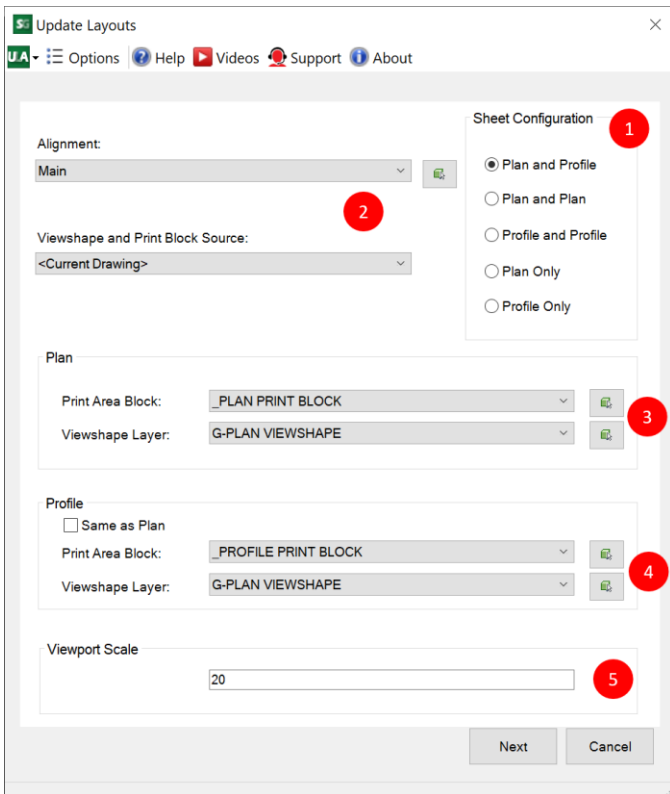 SG Update Layouts
U.A Options Help Videos Support About
Sheet Configuration 1
Alignment:
Main
Plan and Profile
Plan and Plan
2
Viewshape and Print Block Source:
Profile and Profile
<Current Drawing>
Plan Only
Profile Only
Plan
Print Area Block: _PLAN PRINT BLOCK
3
Viewshape Layer: G-PLAN VIEWSHAPE
Profile
Same as Plan
Print Area Block: _PROFILE PRINT BLOCK
4
Viewshape Layer: G-PLAN VIEWSHAPE
Viewport Scale
20 5
Next Cancel